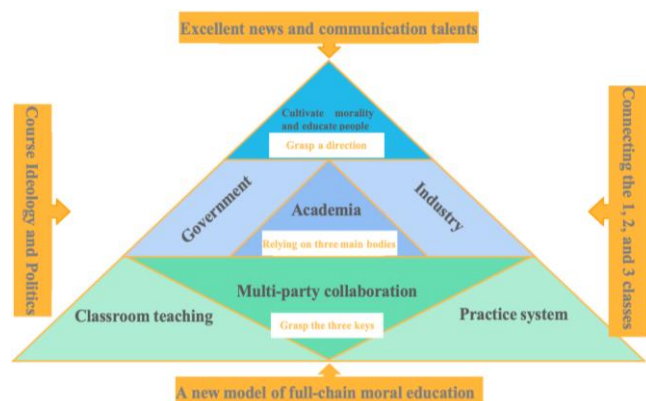 Excellent news and communication talents
Course Ideology and Politics
Connecting the 1, 2, and 3 classes
Cultivate morality
and educate people
Grasp a direction
Government
Academia
Industry
Relying on three main bodies
Multi-party collaboration
Classroom teaching
Grasp the three keys
Practice system
A new model of full-chain moral education